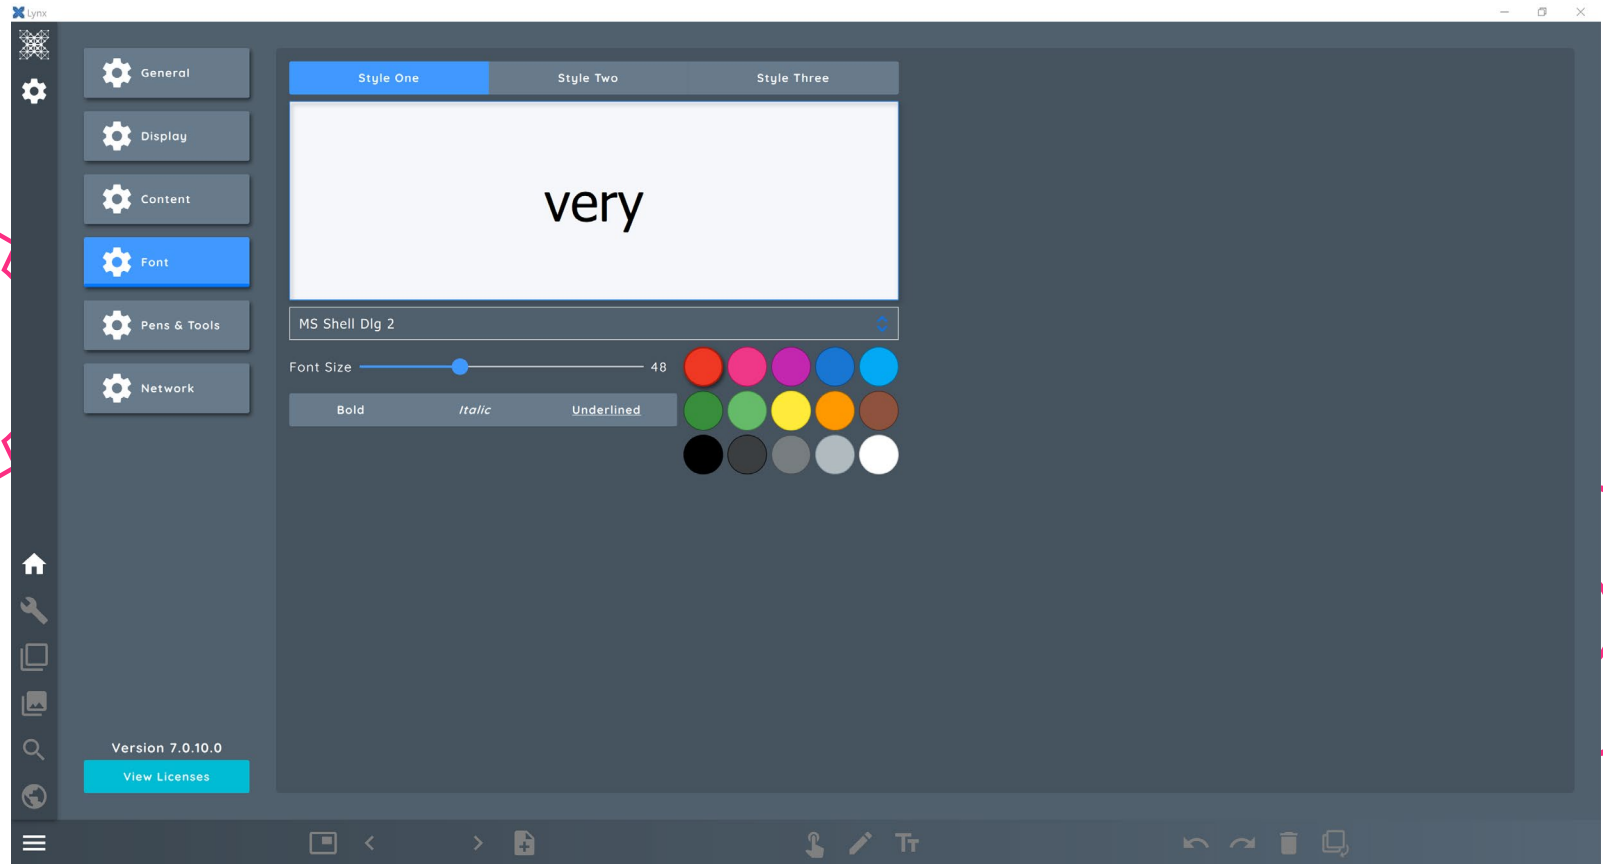 Lynx
General
Display
Content
Font
Pens & Tools
Network
Version 7.0.10.0
View Licenses
Style One Style Two Style Three
very
MS Shell Dlg 2
Font Size 48
Bold Italic Underlined
Tт